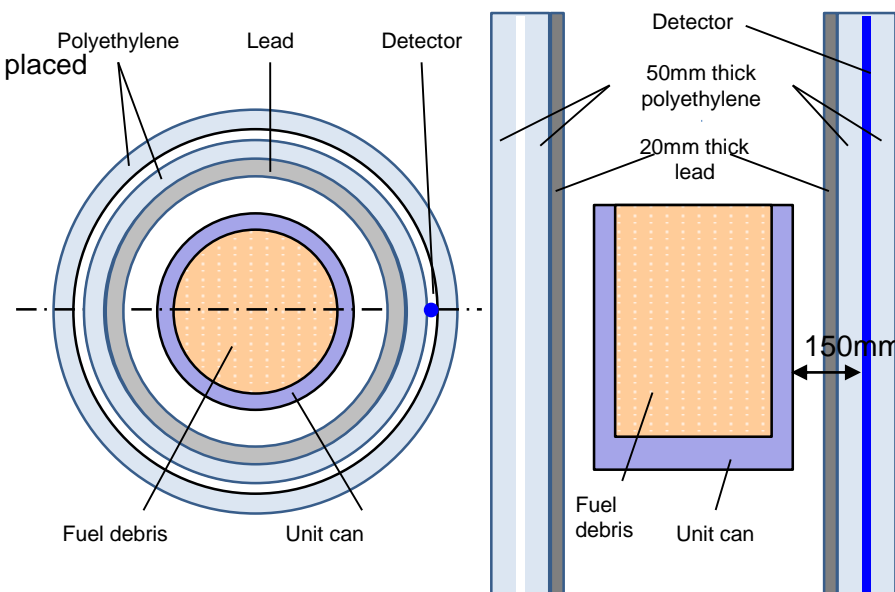 Polyethylene
Lead
Detector
placed
Fuel debris
Unit can
Detector
50mm thick
polyethylene
20mm thick
lead
150mm
Fuel
debris
Unit can